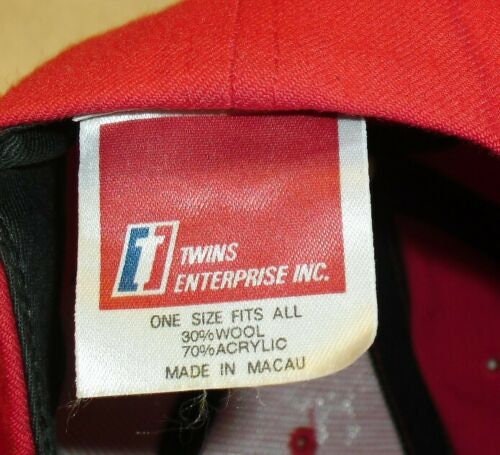 TWINS
ENTERPRISE INC.
ONE SIZE FITS ALL
30%WOOL
70%ACRYLIC
MADE IN MACAU